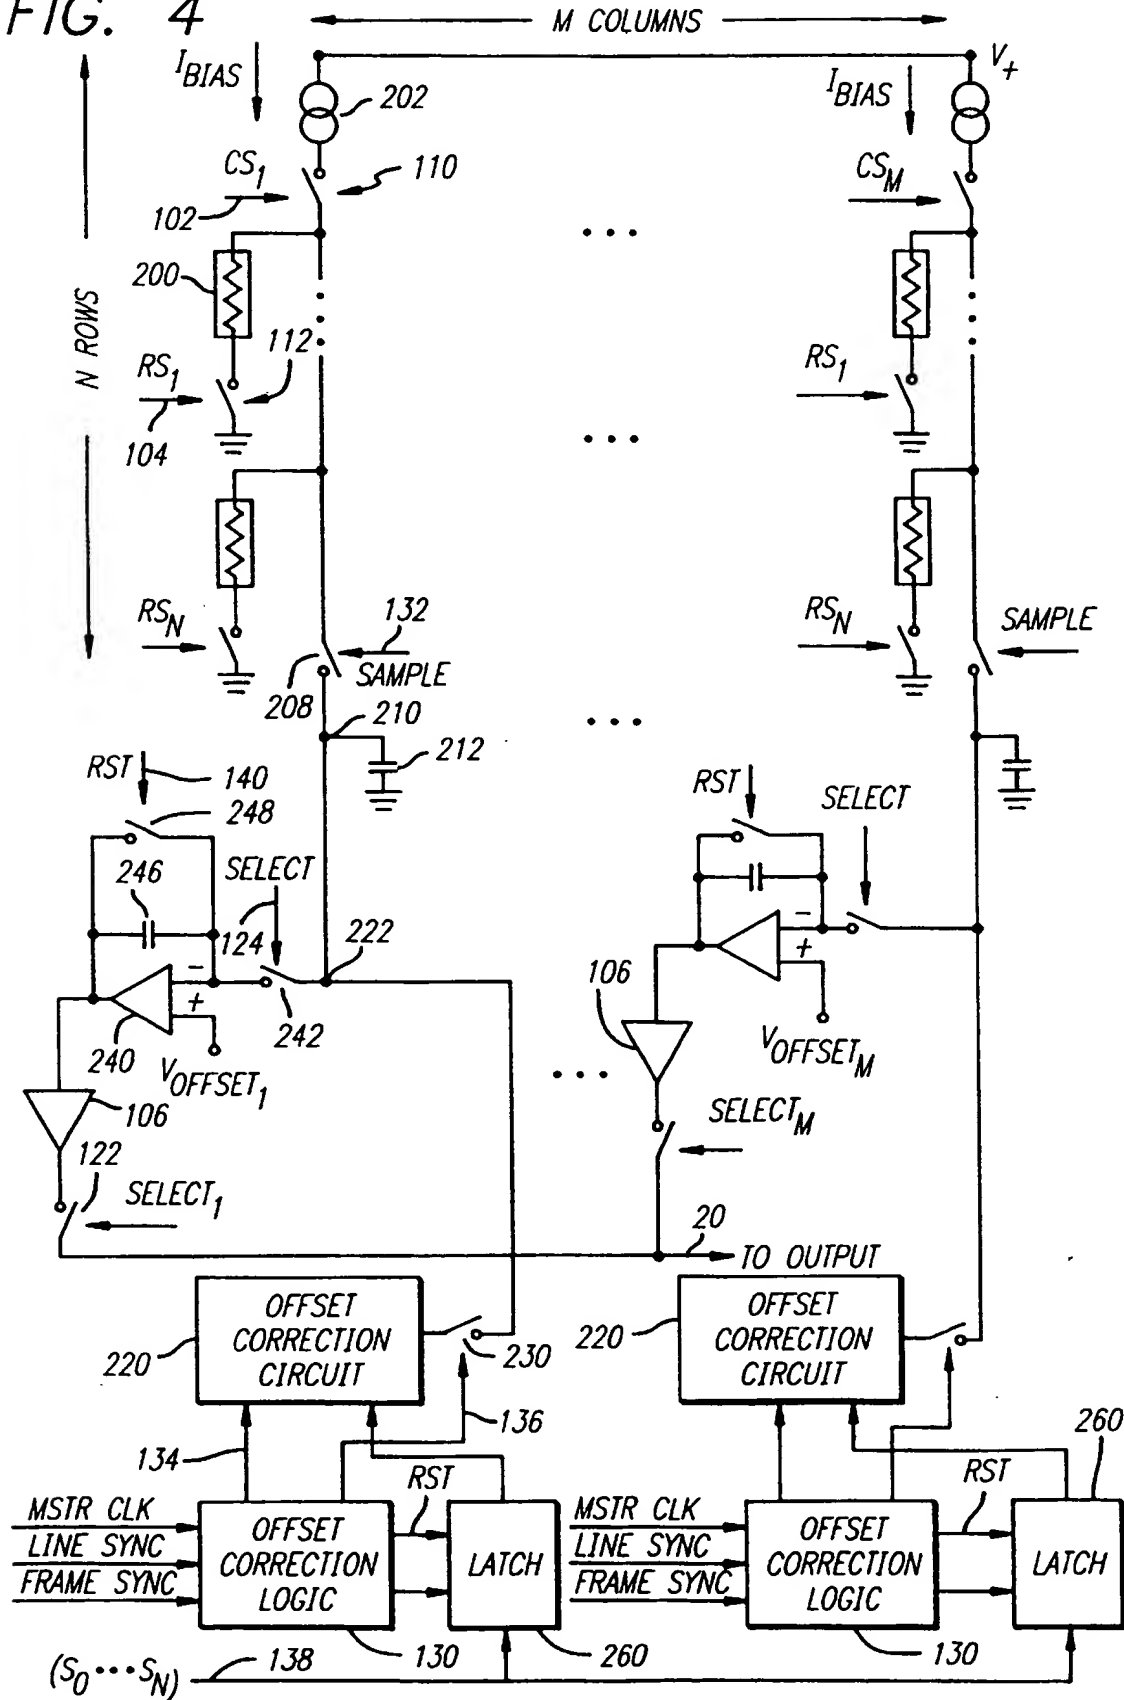 FIG. 4
M COLUMNS
I_BIAS
202
I_BIAS
V+
CS_1
110
CS_M
102
...
200
N ROWS
112
RS_1
RS_1
104
...
RS_N
132
SAMPLE
208
RS_N
SAMPLE
210
212
...
RST
140
248
246
SELECT
124
222
RST
SELECT
-
+
240
242
V_OFFSET_1
-
+
106
V_OFFSET_M
...
106
122
SELECT_1
SELECT_M
20
TO OUTPUT
OFFSET
CORRECTION
CIRCUIT
220
230
OFFSET
CORRECTION
CIRCUIT
220
134
136
RST
260
RST
MSTR CLK
LINE SYNC
FRAME SYNC
OFFSET
CORRECTION
LOGIC
LATCH
MSTR CLK
LINE SYNC
FRAME SYNC
OFFSET
CORRECTION
LOGIC
LATCH
(S_0 ••• S_N)
138
130
260
130